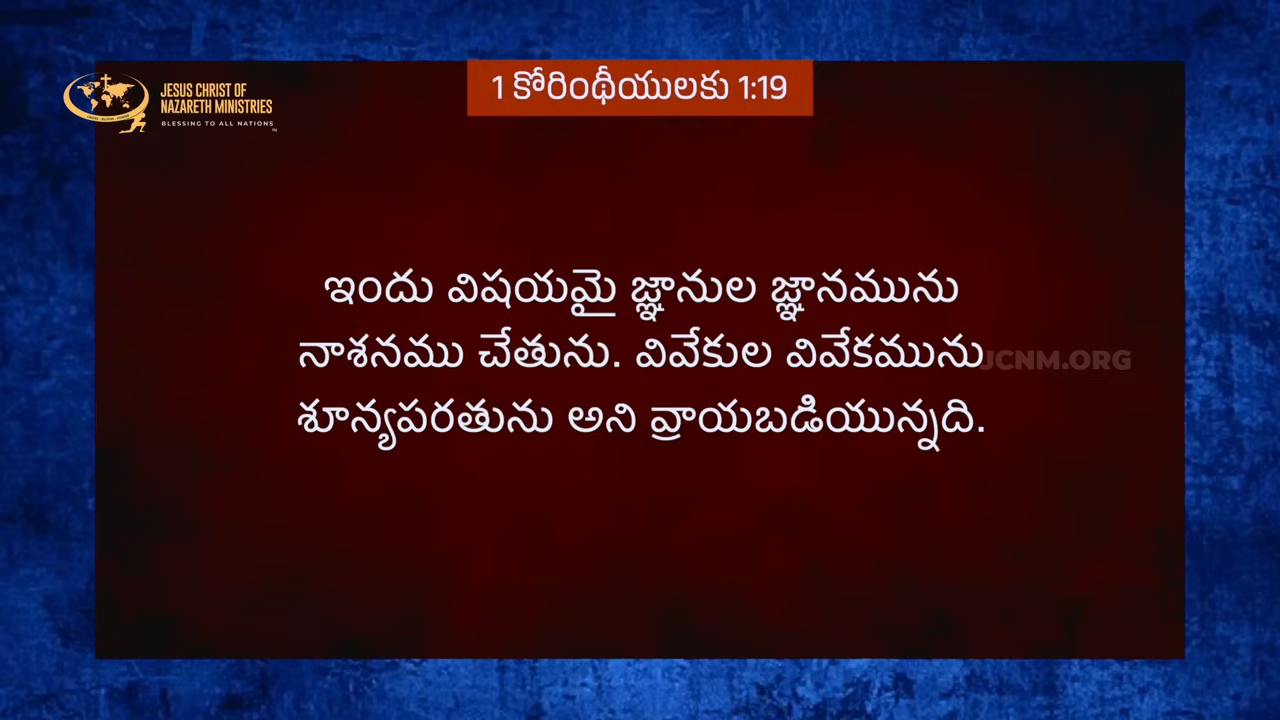 1 కోరింథీయులకు 1:19
JESUS CHRIST OF
NAZARETH MINISTRIES
BLESSING TO ALL NATIONS
ఇందు విషయమై జ్ఞానుల జ్ఞానమును
నాశనము చేతును. వివేకుల వివేకమును
శూన్యపరతును అని వ్రాయబడియున్నది.
JCNM.ORG